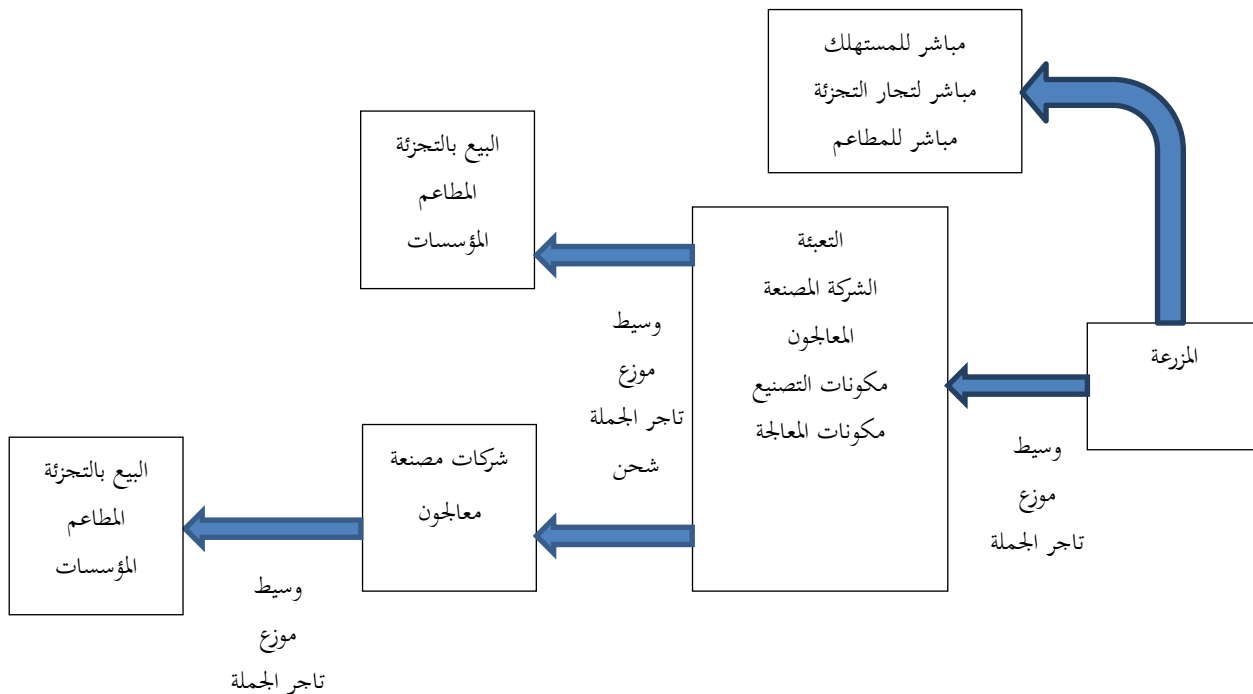 مباشر للمستهلك
مباشر لتجار التجزئة
مباشر للمطاعم
المزرعة
وسيط
موزع
تاجر الجملة
التعبئة
الشركة المصنعة
المعالجون
مكونات التصنيع
مكونات المعالجة
وسيط
موزع
تاجر الجملة
شحن
البيع بالتجزئة
المطاعم
المؤسسات
شركات مصنعة
معالجون
وسيط
موزع
تاجر الجملة
البيع بالتجزئة
المطاعم
المؤسسات